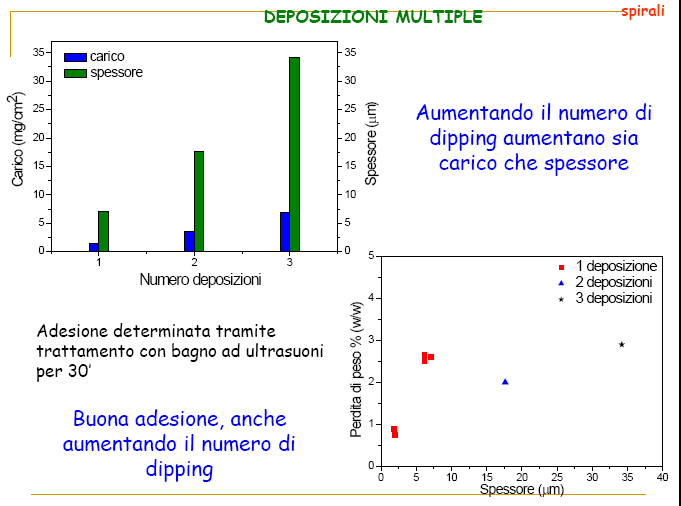 DEPOSIZIONI MULTIPLE
spirali
carico
spessore
Carico (mg/cm²)
35
30
25
20
15
10
5
0
35
30
25
20
15
10
5
0
Spessore (μm)
1 2 3
Numero deposizioni
Aumentando il numero di
dipping aumentano sia
carico che spessore
Adesione determinata tramite
trattamento con bagno ad ultrasuoni
per 30'
Buona adesione, anche
aumentando il numero di
dipping
1 deposizione
2 deposizioni
3 deposizioni
Perdita di peso % (w/w)
5
4
3
2
1
0
0 5 10 15 20 25 30 35 40
Spessore (μm)